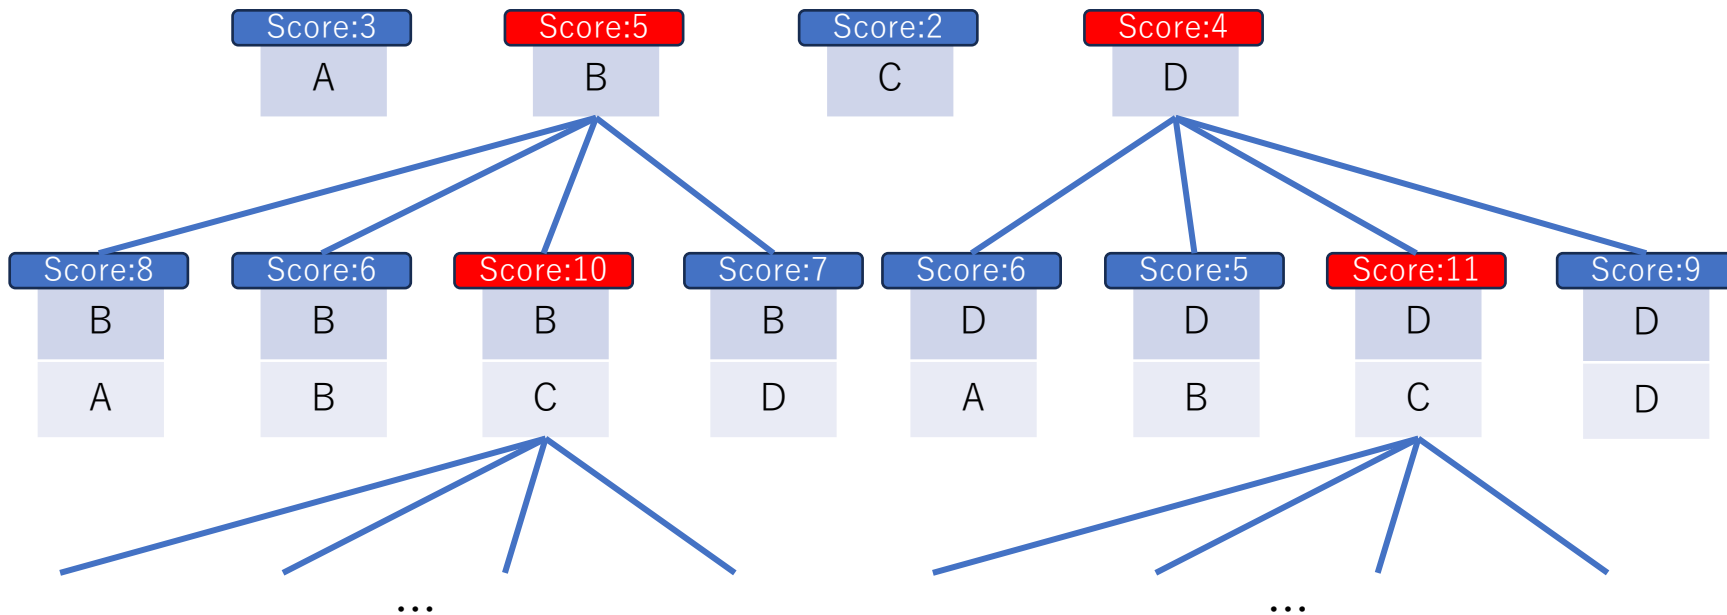 Score:3 Score:5 Score:2 Score:4
A B C D
Score:8 Score:6 Score:10 Score:7 Score:6 Score:5 Score:11 Score:9
B B B B D D D D
A B C D A B C D
... ...